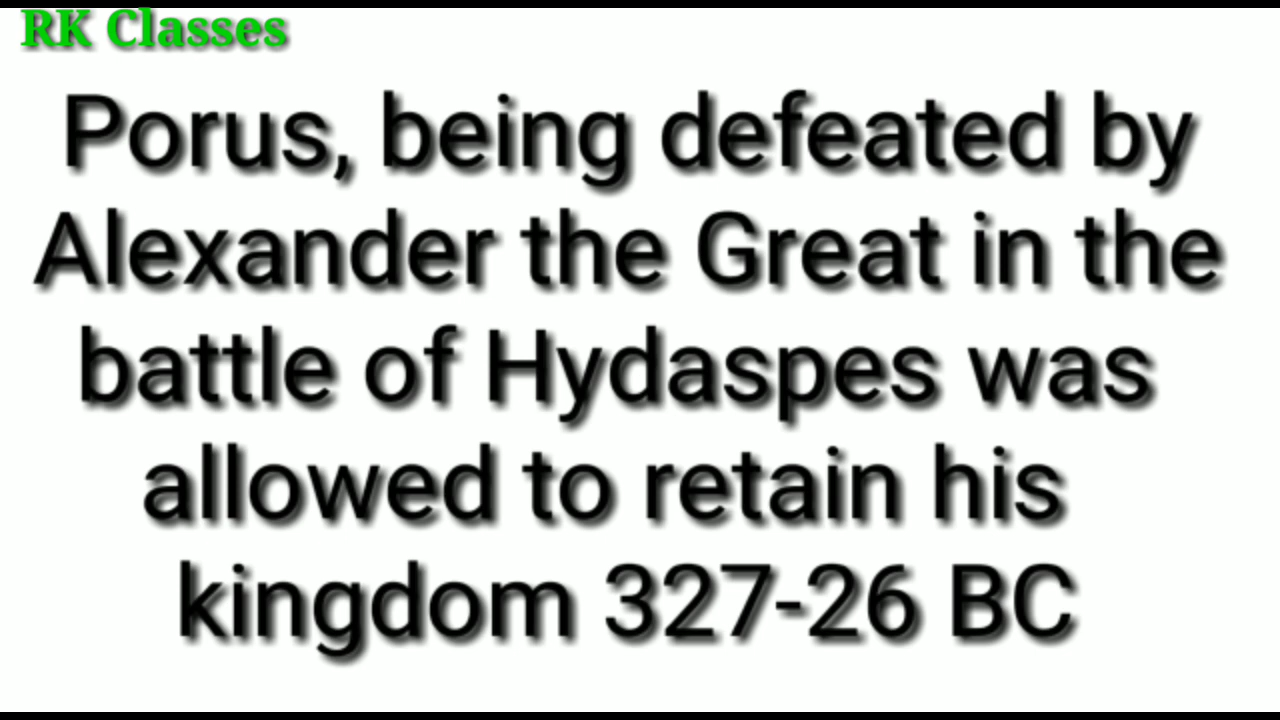 RK Classes
Porus, being defeated by
Alexander the Great in the
battle of Hydaspes was
allowed to retain his
kingdom 327-26 BC